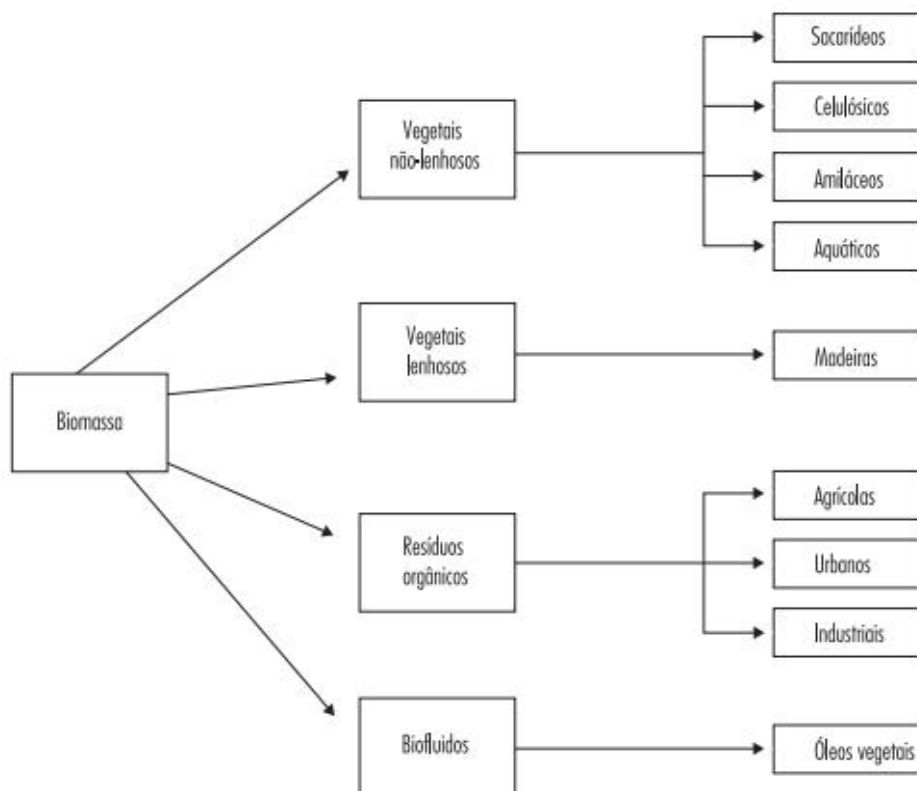 Biomassa
Vegetais
não-lenhosos
Sacarídeos
Celulósicos
Amiláceos
Aquáticos
Vegetais
lenhosos
Madeiras
Resíduos
orgânicos
Agrícolas
Urbanos
Industriais
Biofluidos
Óleos vegetais